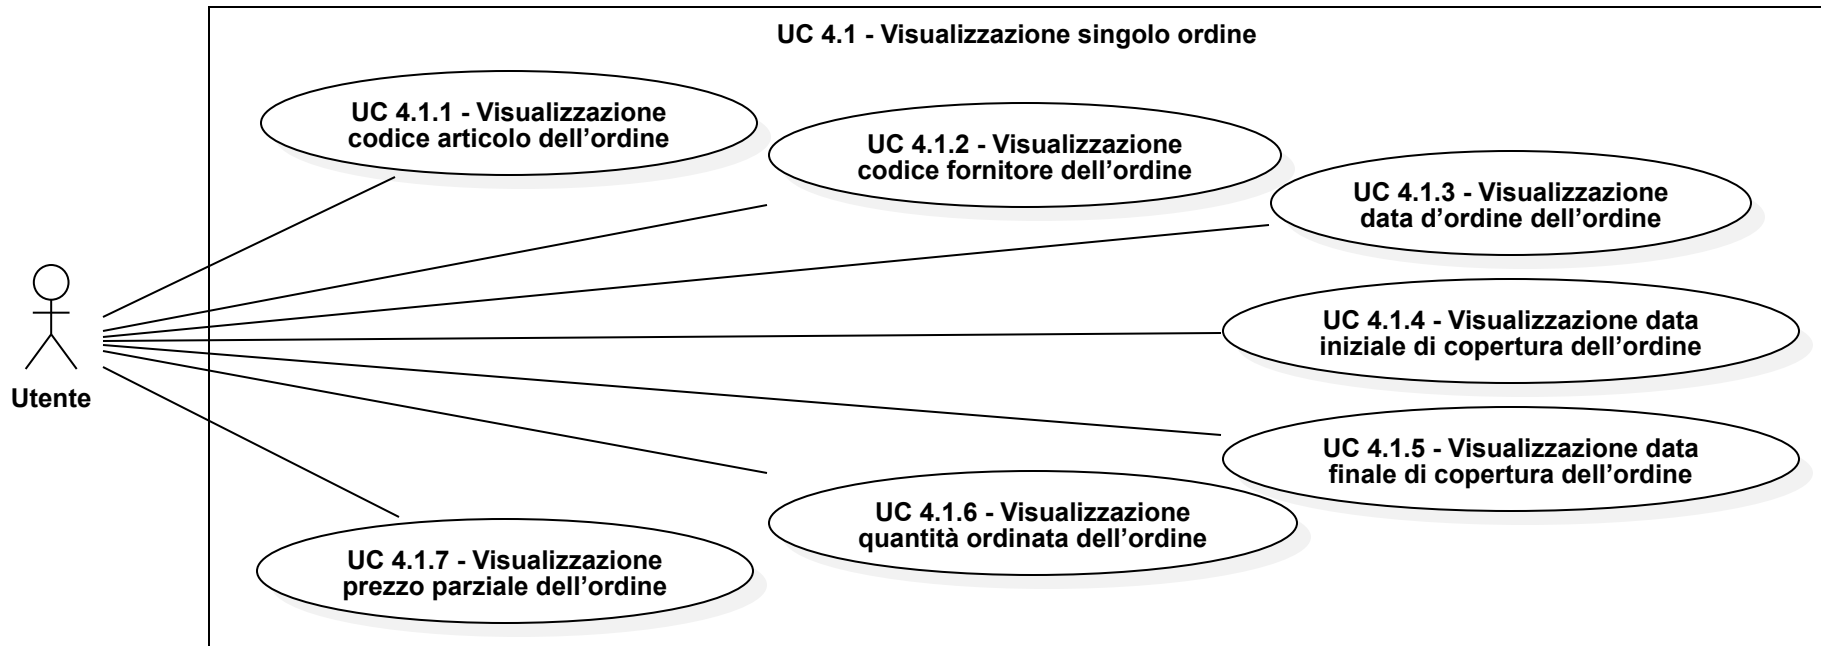 UC 4.1 - Visualizzazione singolo ordine
UC 4.1.1 - Visualizzazione
codice articolo dell’ordine
UC 4.1.2 - Visualizzazione
codice fornitore dell’ordine
UC 4.1.3 - Visualizzazione
data d’ordine dell’ordine
UC 4.1.4 - Visualizzazione data
iniziale di copertura dell’ordine
Utente
UC 4.1.5 - Visualizzazione data
finale di copertura dell’ordine
UC 4.1.6 - Visualizzazione
quantità ordinata dell’ordine
UC 4.1.7 - Visualizzazione
prezzo parziale dell’ordine